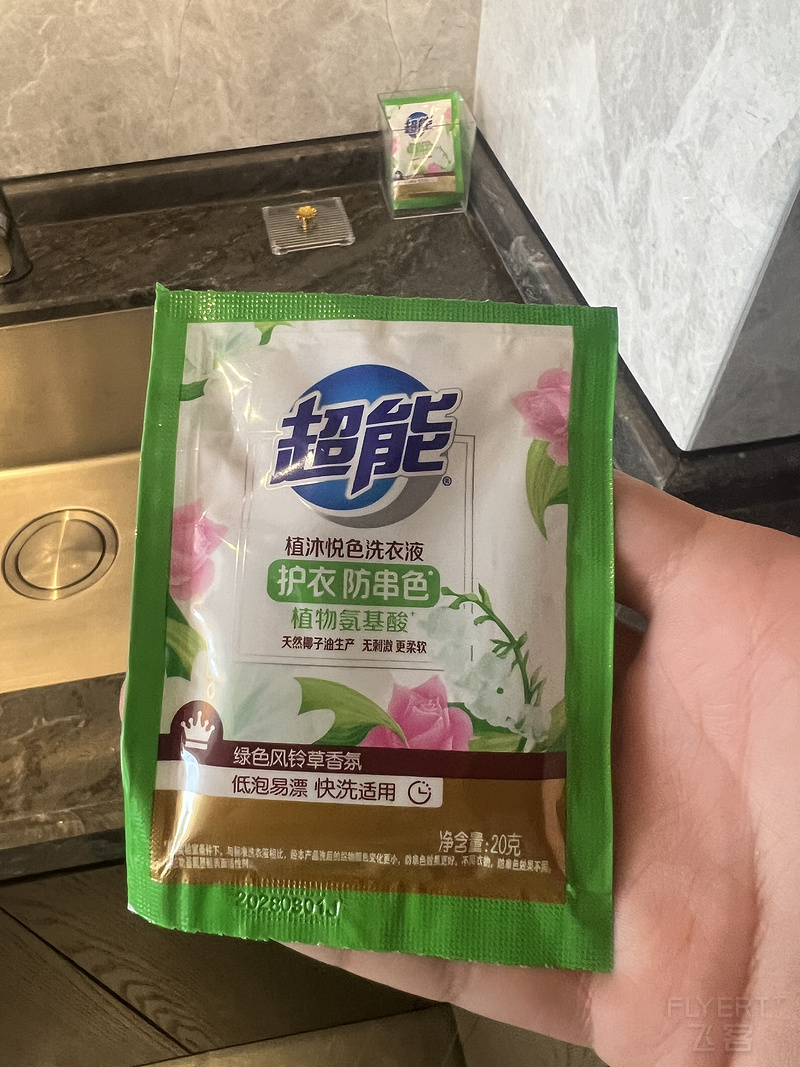 超能
超能®
植沐悦色洗衣液
护衣 防串色*
植物氨基酸+
天然椰子油生产 无刺激 更柔软
绿色风铃草香氛
低泡易漂 快洗适用
净含量:20克
20280801J
FLYERT
飞客